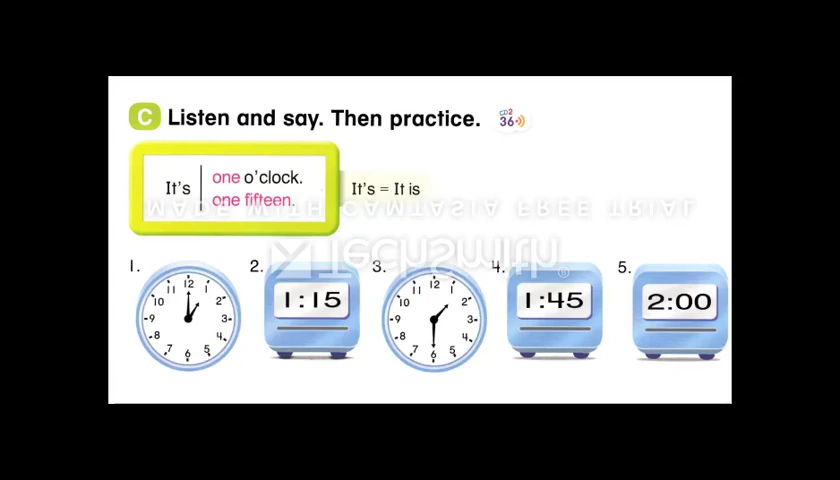 C Listen and say. Then practice. CD2 36
It's one o'clock.
one fifteen.
It's = It is
MADE WITH CAMTASIA FREE TRIAL
TechSmith®
1. 2. 3. 4. 5.
12 1 2 3 4 5 6 7 8 9 10 11
1:15
12 1 2 3 4 5 6 7 8 9 10 11
1:45
2:00